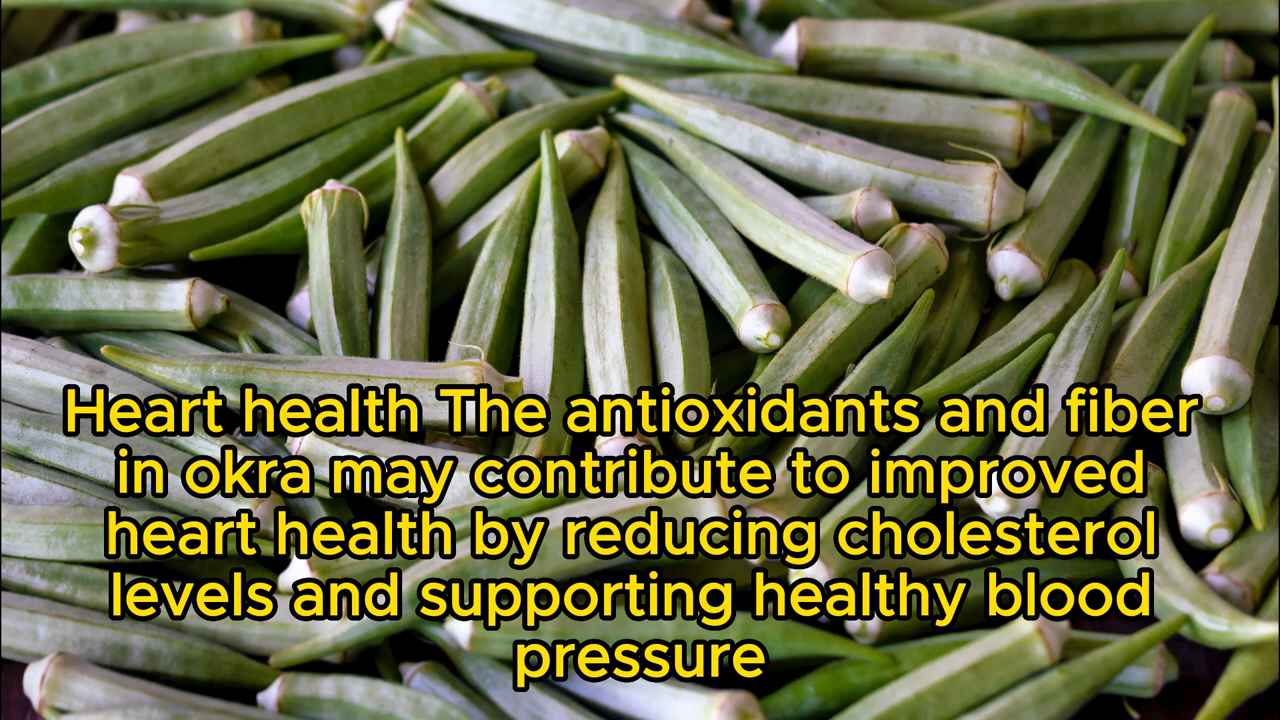 Heart health The antioxidants and fiber
in okra may contribute to improved
heart health by reducing cholesterol
levels and supporting healthy blood
pressure